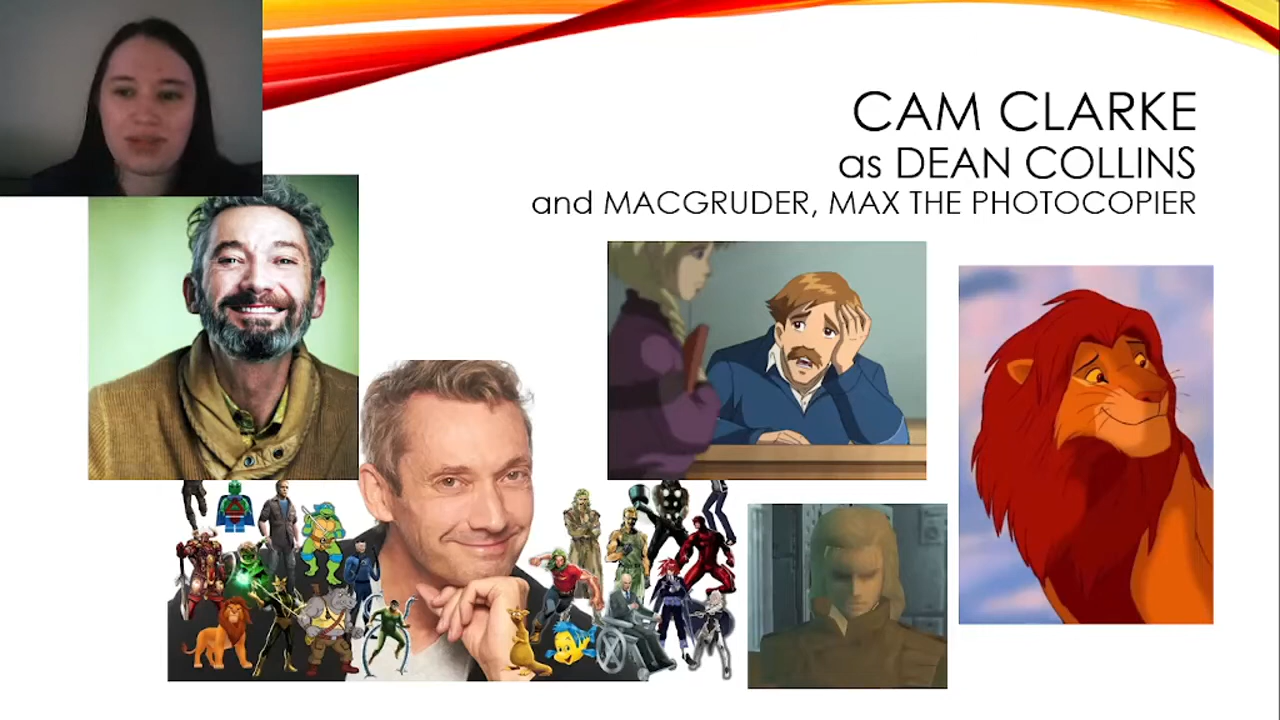 CAM CLARKE
as DEAN COLLINS
and MACGRUDER, MAX THE PHOTOCOPIER